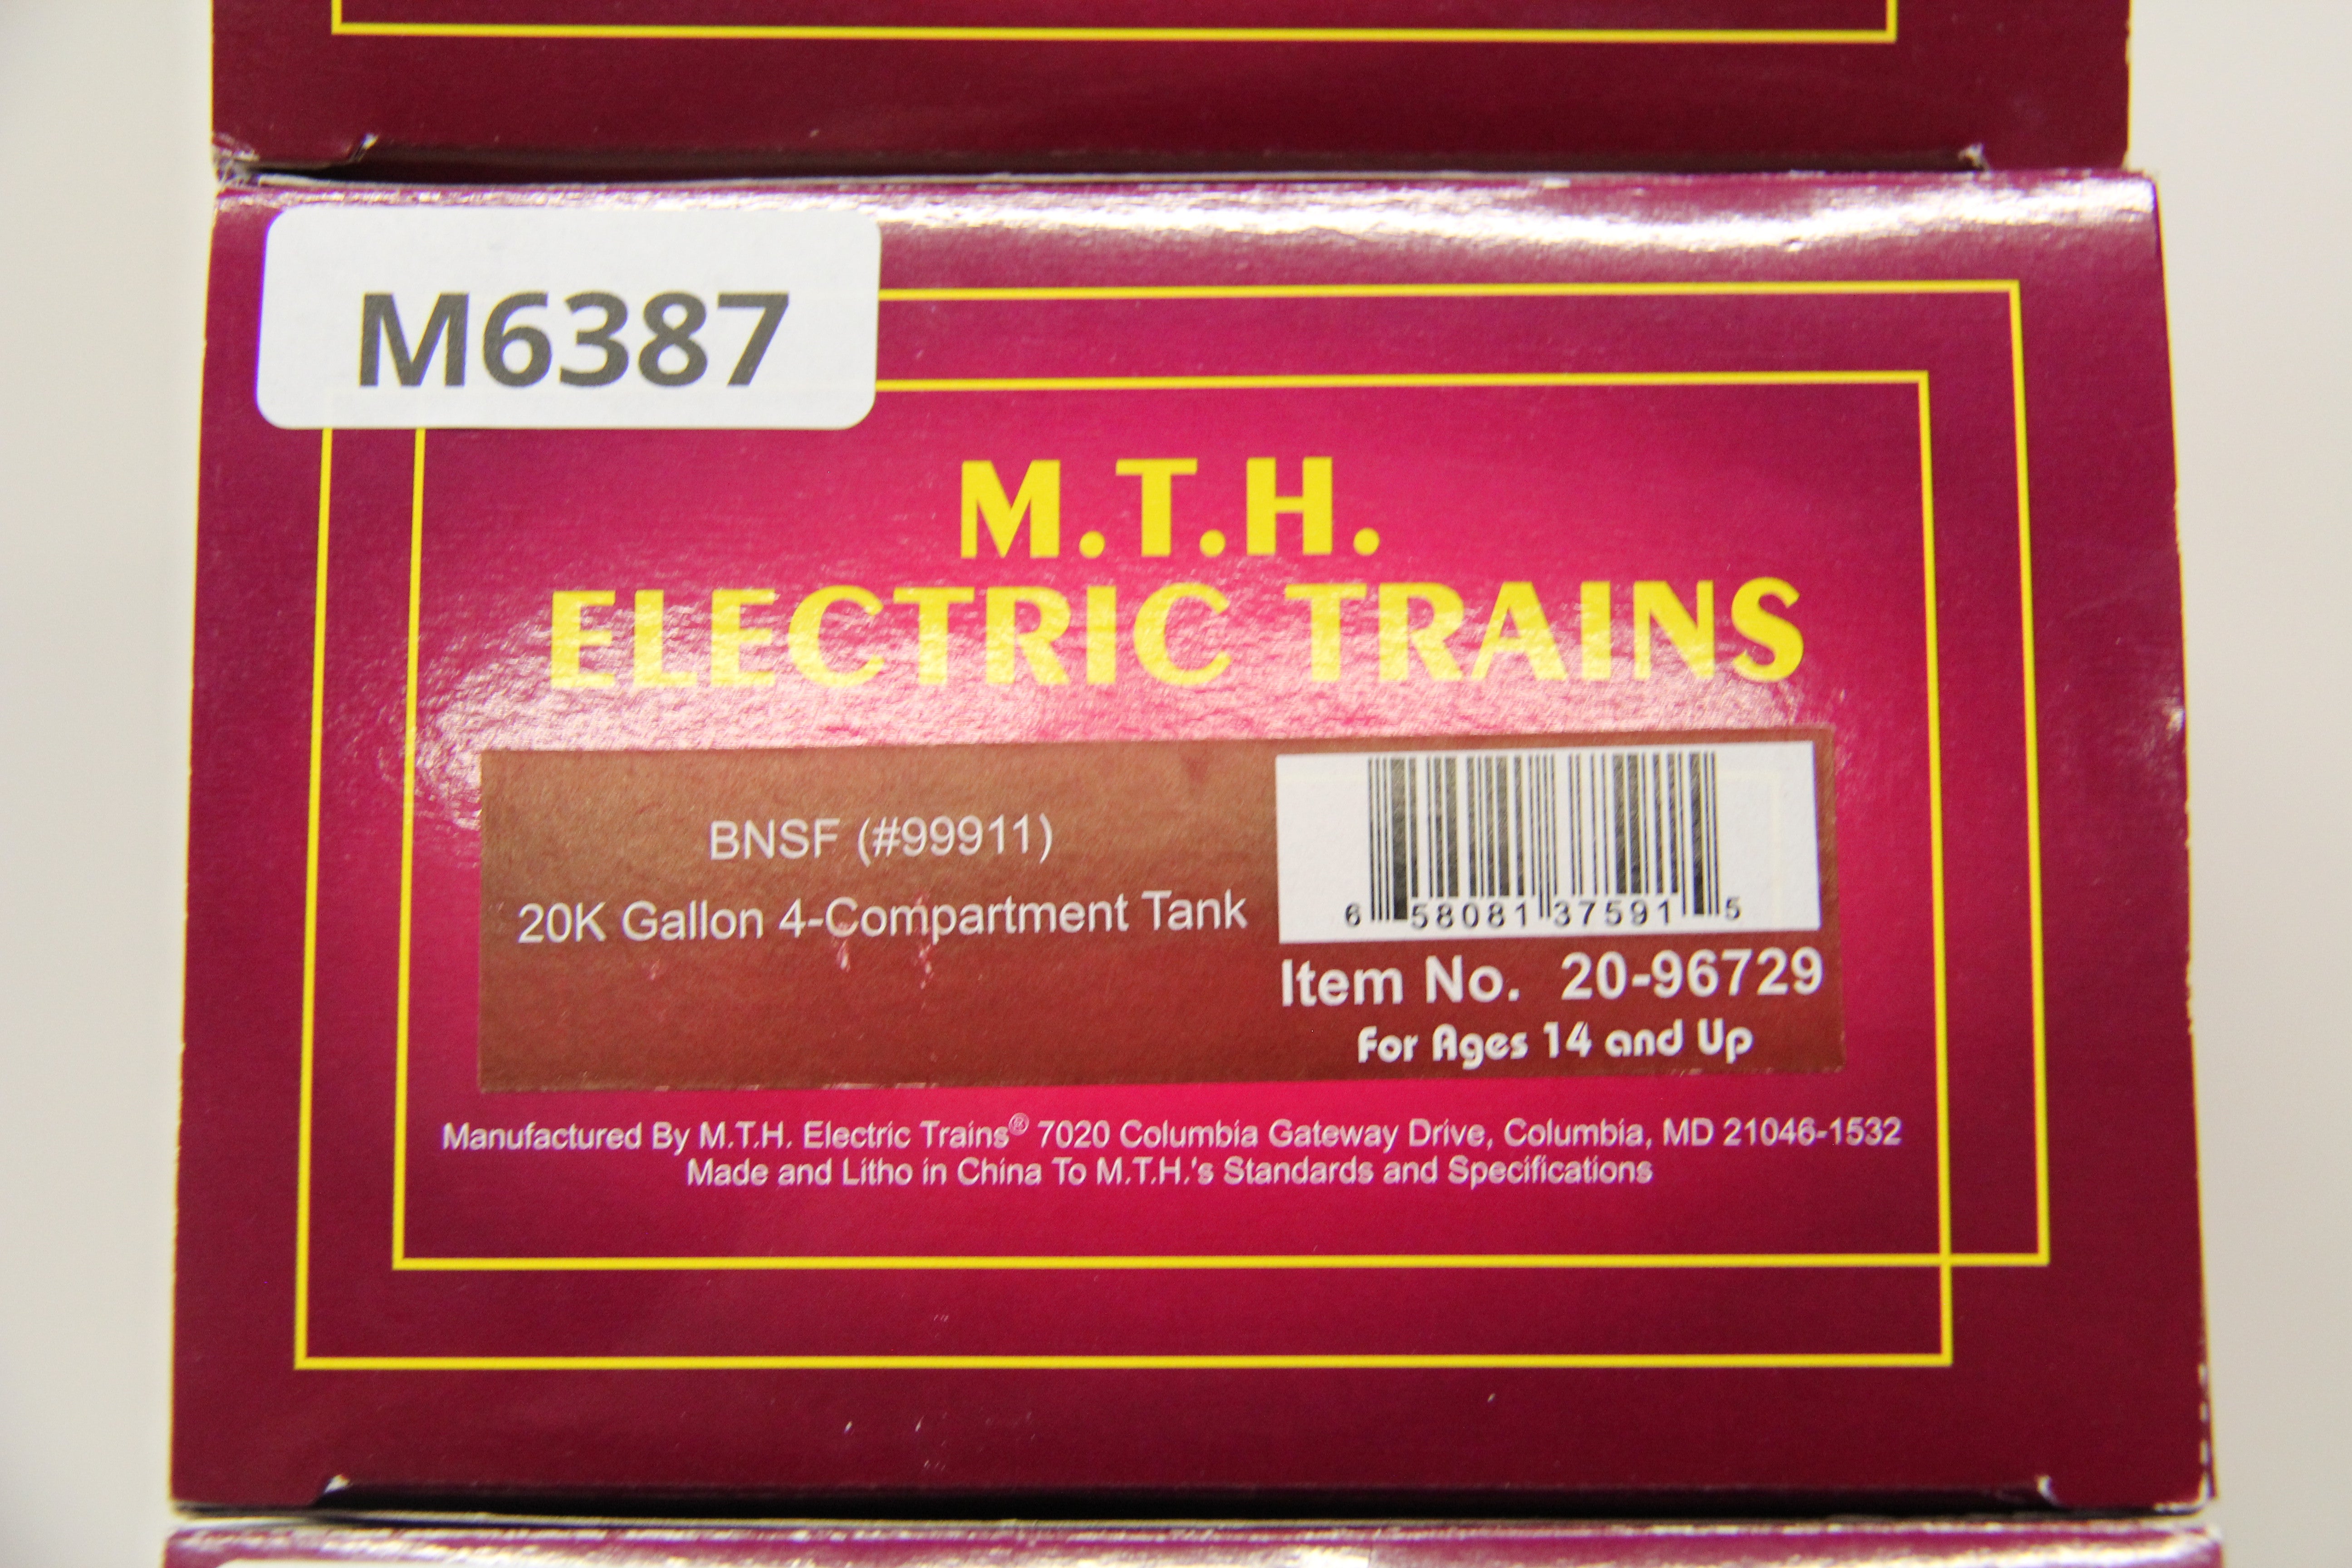 M6387
M.T.H.
ELECTRIC TRAINS
BNSF (#99911)
20K Gallon 4-Compartment Tank
6 58081 37591 5
Item No. 20-96729
For Ages 14 and Up
Manufactured By M.T.H. Electric Trains® 7020 Columbia Gateway Drive, Columbia, MD 21046-1532
Made and Litho in China To M.T.H.'s Standards and Specifications